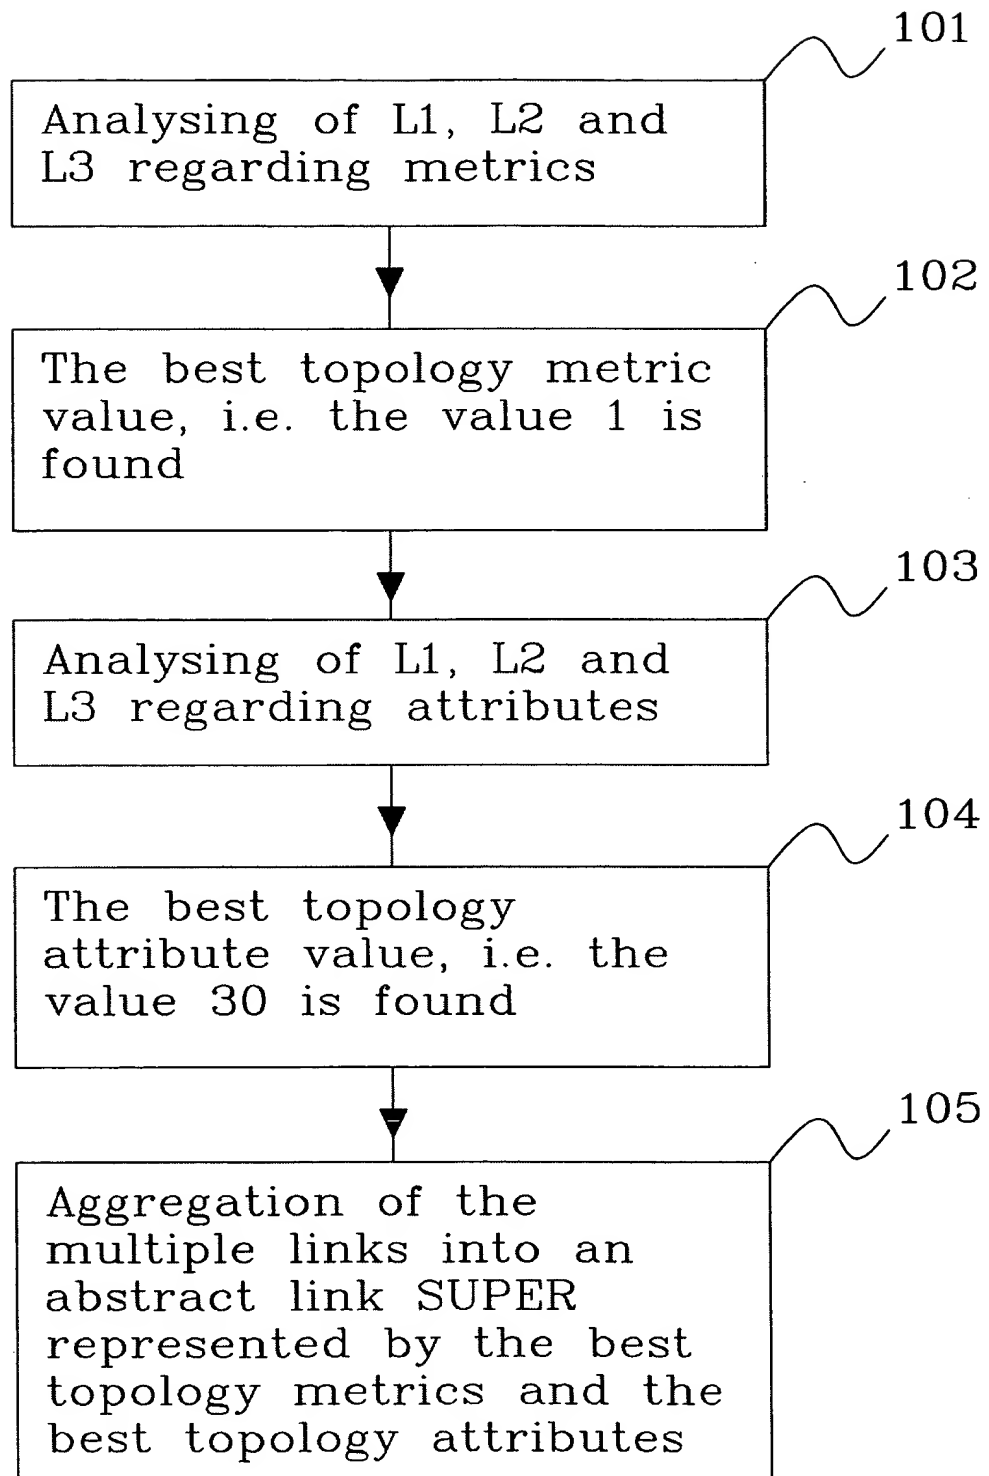 101
Analysing of L1, L2 and
L3 regarding metrics
102
The best topology metric
value, i.e. the value 1 is
found
103
Analysing of L1, L2 and
L3 regarding attributes
104
The best topology
attribute value, i.e. the
value 30 is found
105
Aggregation of the
multiple links into an
abstract link SUPER
represented by the best
topology metrics and the
best topology attributes